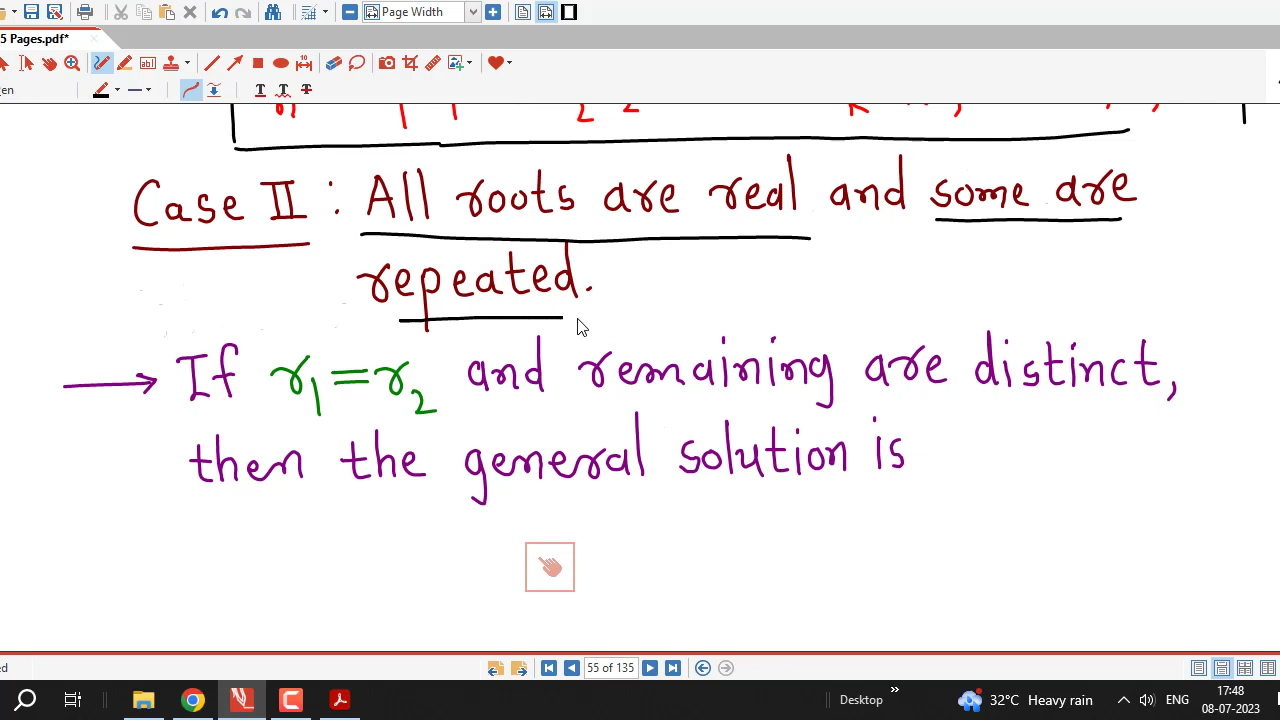 Page Width
5 Pages.pdf*
Case II : All roots are real and some are
repeated.
→ If r₁ = r₂ and remaining are distinct,
then the general solution is
55 of 135
Desktop
32°C Heavy rain
ENG
17:48
08-07-2023